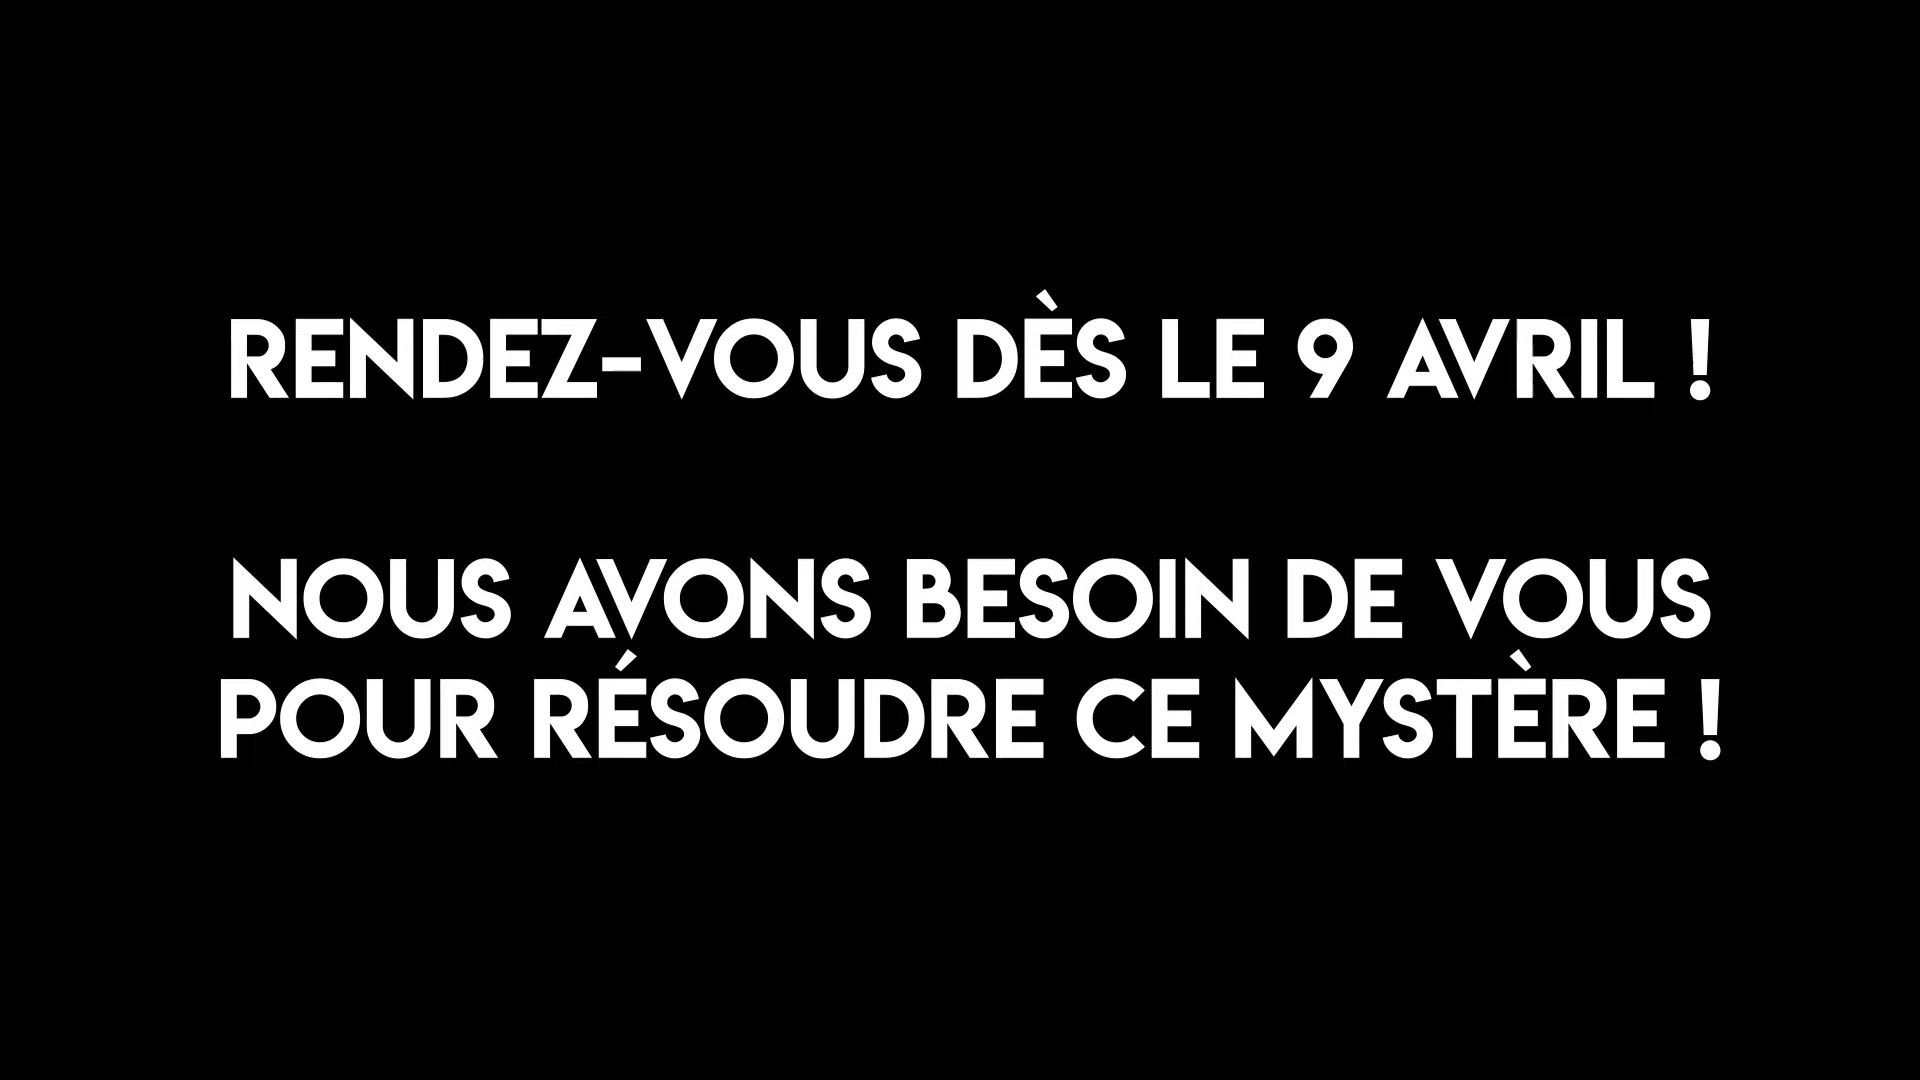 RENDEZ-VOUS DÈS LE 9 AVRIL !
NOUS AVONS BESOIN DE VOUS
POUR RÉSOUDRE CE MYSTÈRE !